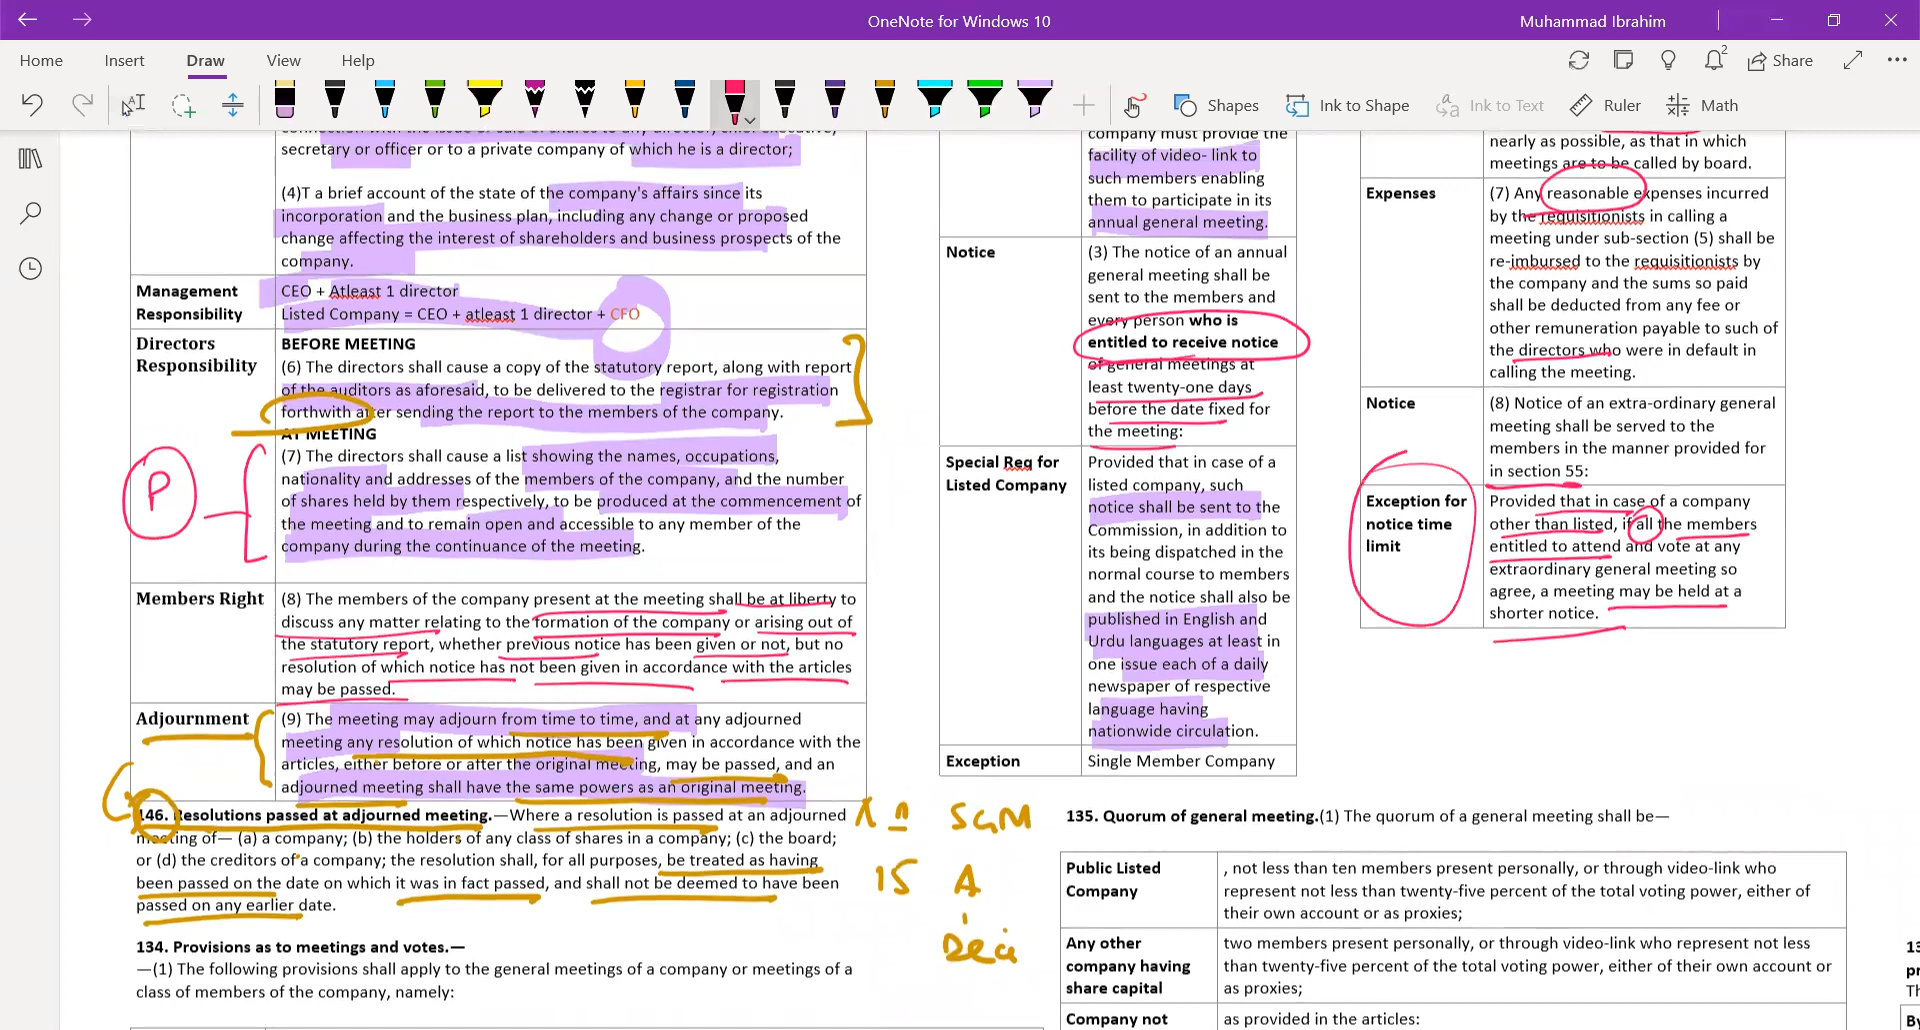 OneNote for Windows 10
Muhammad Ibrahim
Home
Insert
Draw
View
Help
2
Share
Shapes
Ink to Shape
Ink to Text
Ruler
Math
secretary or officer or to a private company of which he is a director;
(4)T a brief account of the state of the company's affairs since its
incorporation and the business plan, including any change or proposed
change affecting the interest of shareholders and business prospects of the
company.
Management
Responsibility
CEO + Atleast 1 director
Listed Company = CEO + atleast 1 director + CFO
Directors
Responsibility
BEFORE MEETING
(6) The directors shall cause a copy of the statutory report, along with report
of the auditors as aforesaid, to be delivered to the registrar for registration
forthwith after sending the report to the members of the company.
AT MEETING
(7) The directors shall cause a list showing the names, occupations,
nationality and addresses of the members of the company, and the number
of shares held by them respectively, to be produced at the commencement of
the meeting and to remain open and accessible to any member of the
company during the continuance of the meeting.
P
Members Right
(8) The members of the company present at the meeting shall be at liberty to
discuss any matter relating to the formation of the company or arising out of
the statutory report, whether previous notice has been given or not, but no
resolution of which notice has not been given in accordance with the articles
may be passed.
Adjournment
(9) The meeting may adjourn from time to time, and at any adjourned
meeting any resolution of which notice has been given in accordance with the
articles, either before or after the original meeting, may be passed, and an
adjourned meeting shall have the same powers as an original meeting.
146. Resolutions passed at adjourned meeting.—Where a resolution is passed at an adjourned
meeting of— (a) a company; (b) the holders of any class of shares in a company; (c) the board;
or (d) the creditors of a company; the resolution shall, for all purposes, be treated as having
been passed on the date on which it was in fact passed, and shall not be deemed to have been
passed on any earlier date.
SGM
15 A
134. Provisions as to meetings and votes.—
—(1) The following provisions shall apply to the general meetings of a company or meetings of a
class of members of the company, namely:
company must provide the
facility of video- link to
such members enabling
them to participate in its
annual general meeting.
Notice
(3) The notice of an annual
general meeting shall be
sent to the members and
every person who is
entitled to receive notice
of general meetings at
least twenty-one days
before the date fixed for
the meeting:
Special Req for
Listed Company
Provided that in case of a
listed company, such
notice shall be sent to the
Commission, in addition to
its being dispatched in the
normal course to members
and the notice shall also be
published in English and
Urdu languages at least in
one issue each of a daily
newspaper of respective
language having
nationwide circulation.
Exception
Single Member Company
nearly as possible, as that in which
meetings are to be called by board.
Expenses
(7) Any reasonable expenses incurred
by the requisitionists in calling a
meeting under sub-section (5) shall be
re-imbursed to the requisitionists by
the company and the sums so paid
shall be deducted from any fee or
other remuneration payable to such of
the directors who were in default in
calling the meeting.
Notice
(8) Notice of an extra-ordinary general
meeting shall be served to the
members in the manner provided for
in section 55:
Exception for
notice time
limit
Provided that in case of a company
other than listed, if all the members
entitled to attend and vote at any
extraordinary general meeting so
agree, a meeting may be held at a
shorter notice.
135. Quorum of general meeting.(1) The quorum of a general meeting shall be—
Public Listed
Company
, not less than ten members present personally, or through video-link who
represent not less than twenty-five percent of the total voting power, either of
their own account or as proxies;
Any other
company having
share capital
two members present personally, or through video-link who represent not less
than twenty-five percent of the total voting power, either of their own account or
as proxies;
Company not
as provided in the articles: